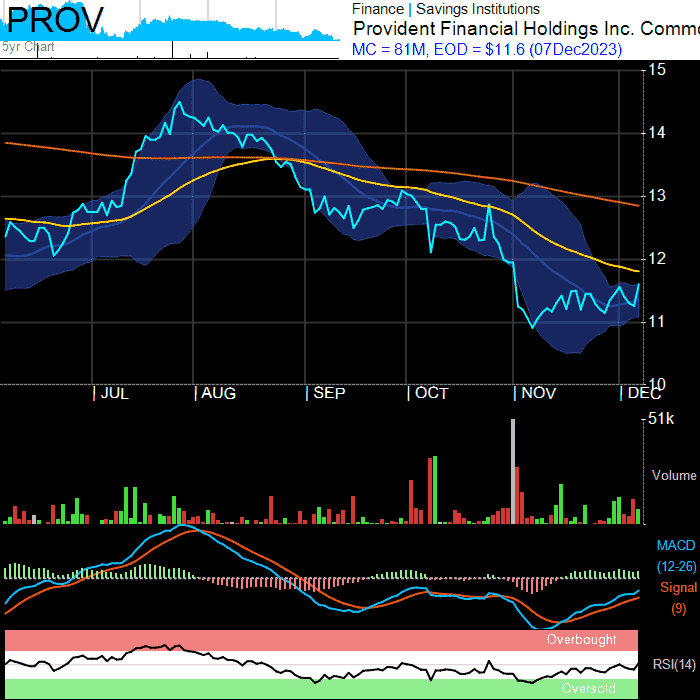 PROV
5yr Chart
Finance | Savings Institutions
Provident Financial Holdings Inc. Commo
MC = 81M, EOD = $11.6 (07Dec2023)
15
14
13
12
11
10
JUL AUG SEP OCT NOV DEC
51k
Volume
MACD
(12-26)
Signal
(9)
Overbought
RSI(14)
Oversold